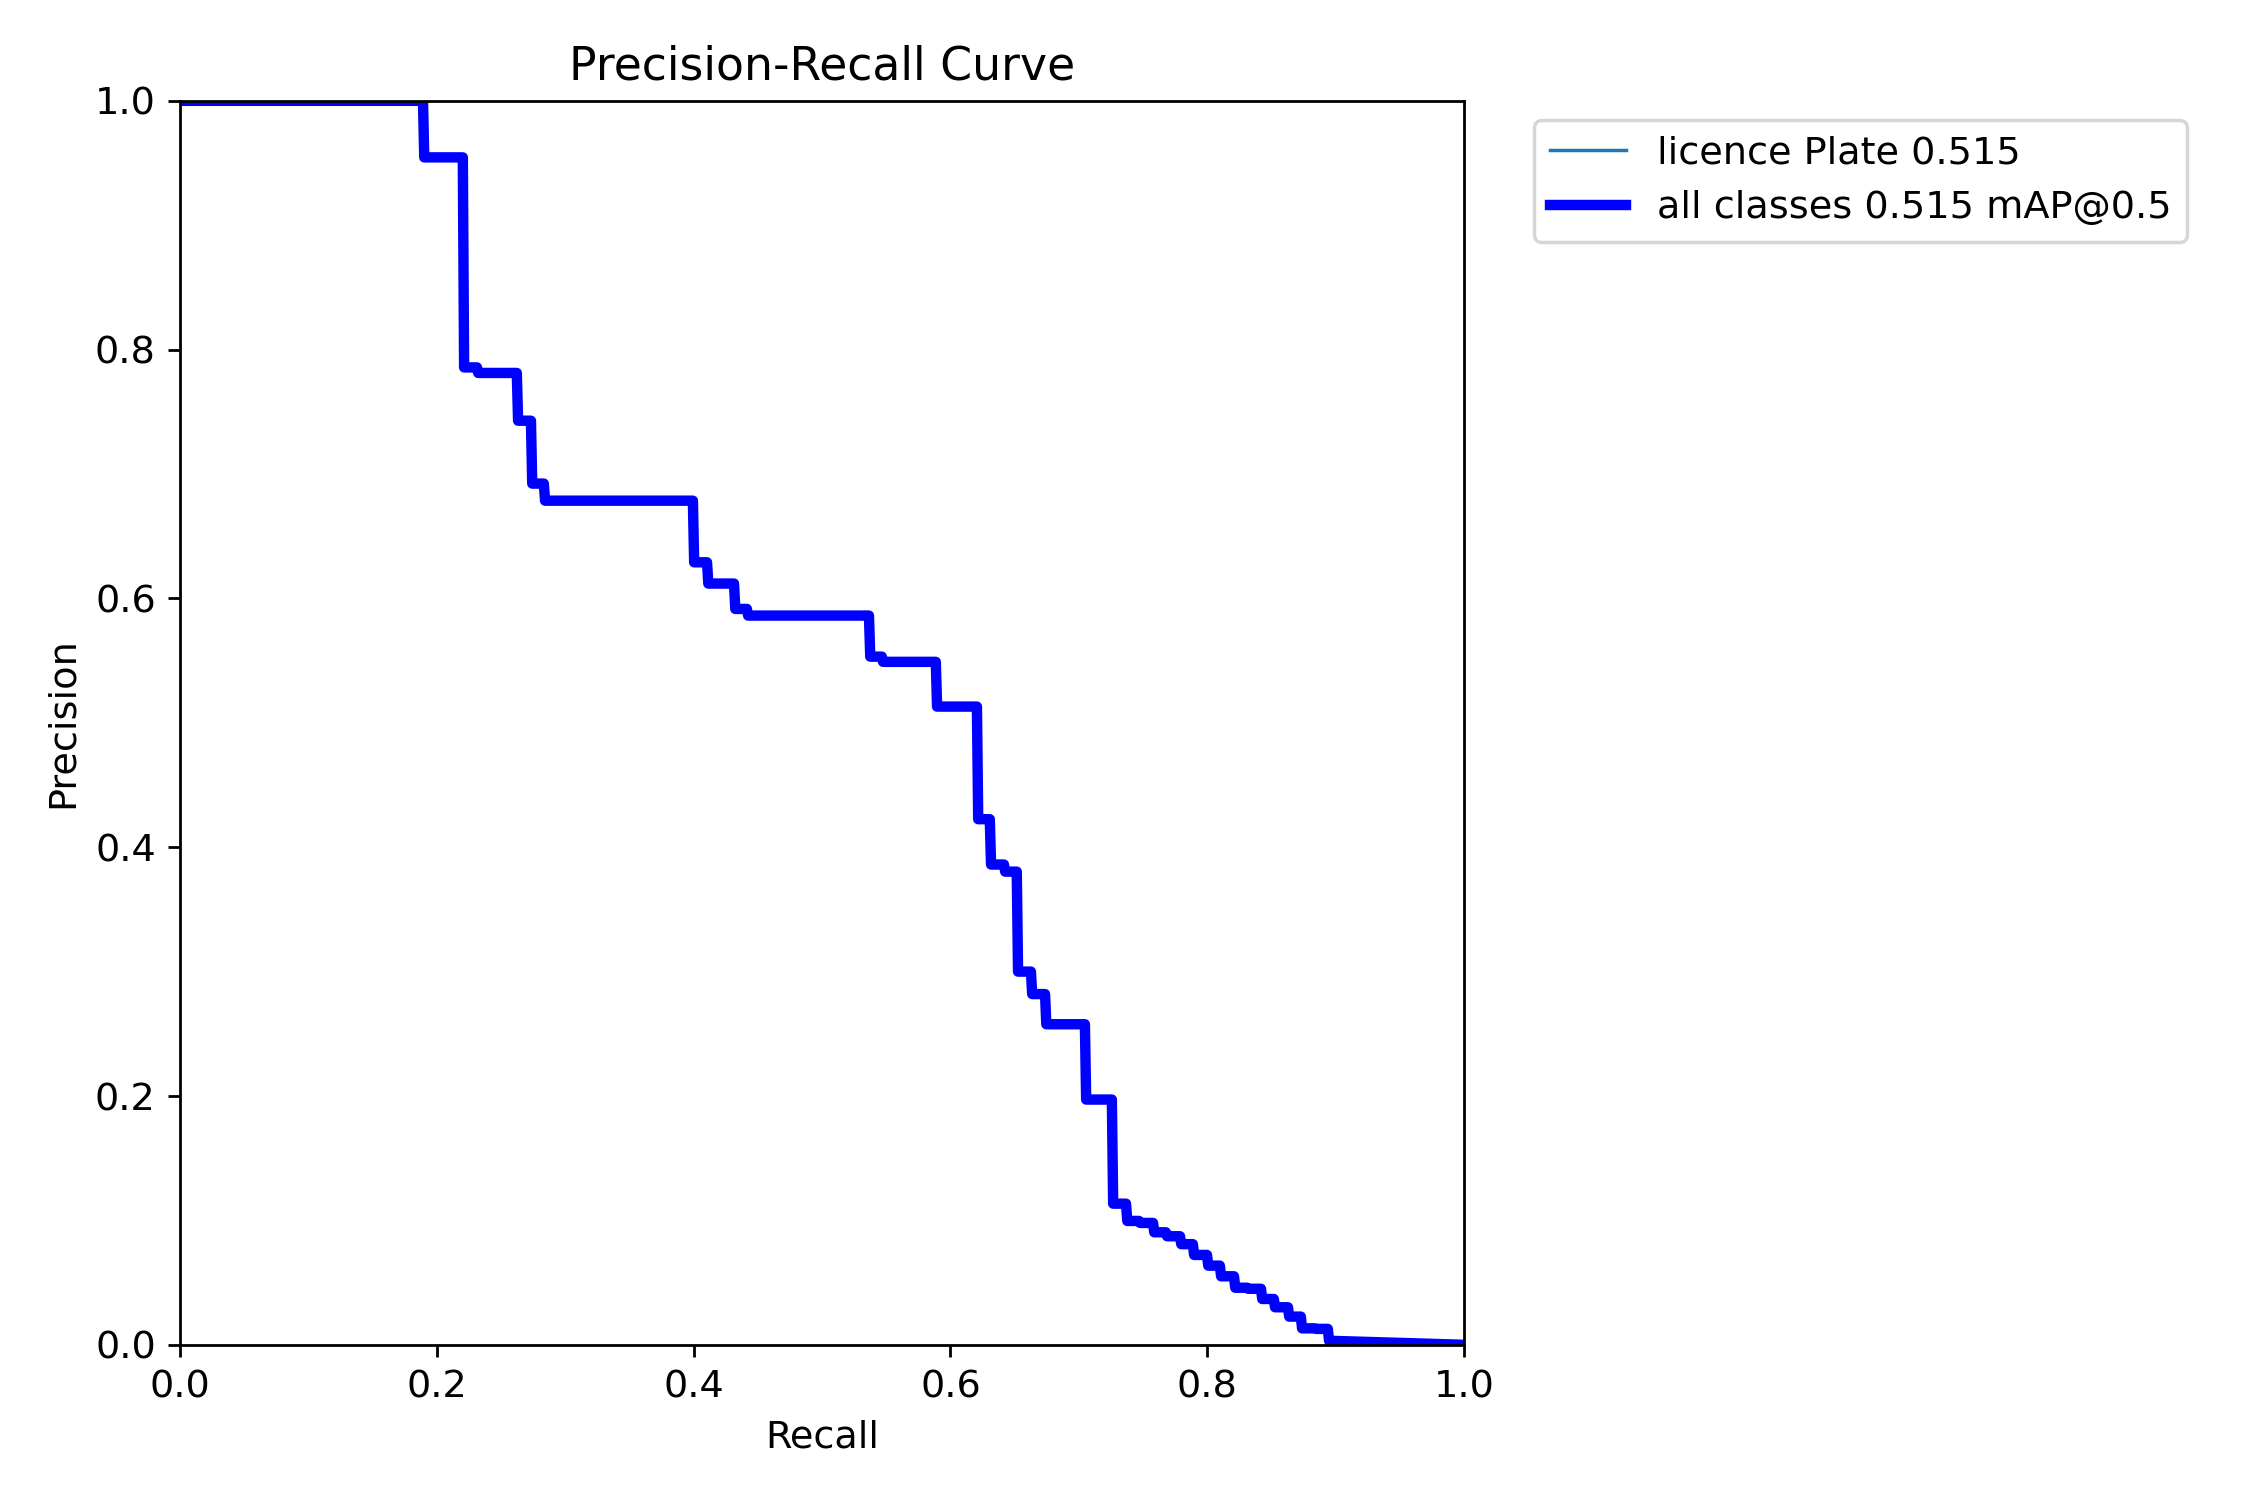 Precision-Recall Curve
licence Plate 0.515
all classes 0.515 mAP@0.5
1.0
0.8
0.6
0.4
0.2
0.0
Precision
0.0 0.2 0.4 0.6 0.8 1.0
Recall